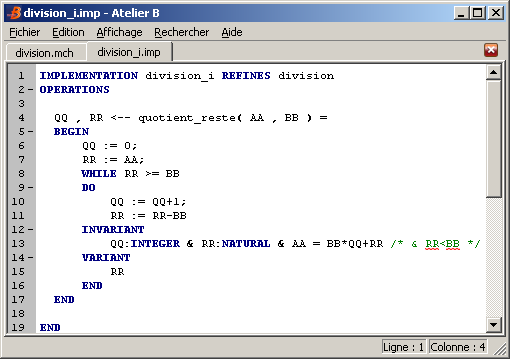 division_i.imp - Atelier B
Fichier Edition Affichage Rechercher Aide
division.mch division_i.imp
1 IMPLEMENTATION division_i REFINES division
2 OPERATIONS
3
4 QQ , RR <-- quotient_reste( AA , BB ) =
5 BEGIN
6 QQ := 0;
7 RR := AA;
8 WHILE RR >= BB
9 DO
10 QQ := QQ+1;
11 RR := RR-BB
12 INVARIANT
13 QQ:INTEGER & RR:NATURAL & AA = BB*QQ+RR /* & RR<BB */
14 VARIANT
15 RR
16 END
17 END
18
19 END
Ligne : 1 Colonne : 4